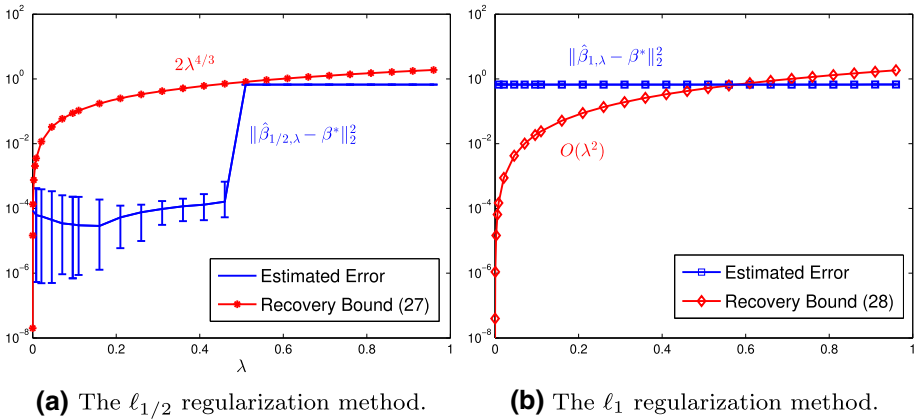 10^2
10^0
10^-2
10^-4
10^-6
10^-8
0
0.2
0.4
0.6
0.8
1
λ
2λ^{4/3}
‖β̂_{1/2,λ} − β*‖_2^2
Estimated Error
Recovery Bound (27)
(a) The ℓ_{1/2} regularization method.
10^2
10^0
10^-2
10^-4
10^-6
10^-8
0
0.2
0.4
0.6
0.8
1
‖β̂_{1,λ} − β*‖_2^2
O(λ^2)
Estimated Error
Recovery Bound (28)
(b) The ℓ_1 regularization method.